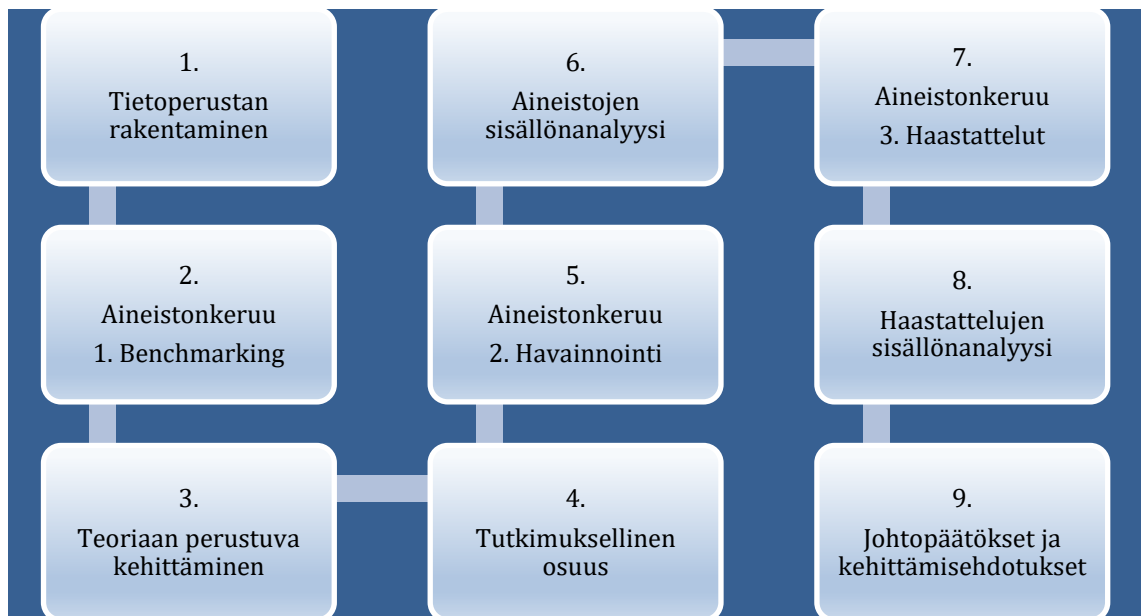 1.
Tietoperustan
rakentaminen
2.
Aineistonkeruu
1. Benchmarking
3.
Teoriaan perustuva
kehittäminen
4.
Tutkimuksellinen
osuus
5.
Aineistonkeruu
2. Havainnointi
6.
Aineistojen
sisällönanalyysi
7.
Aineistonkeruu
3. Haastattelut
8.
Haastattelujen
sisällönanalyysi
9.
Johtopäätökset ja
kehittämisehdotukset